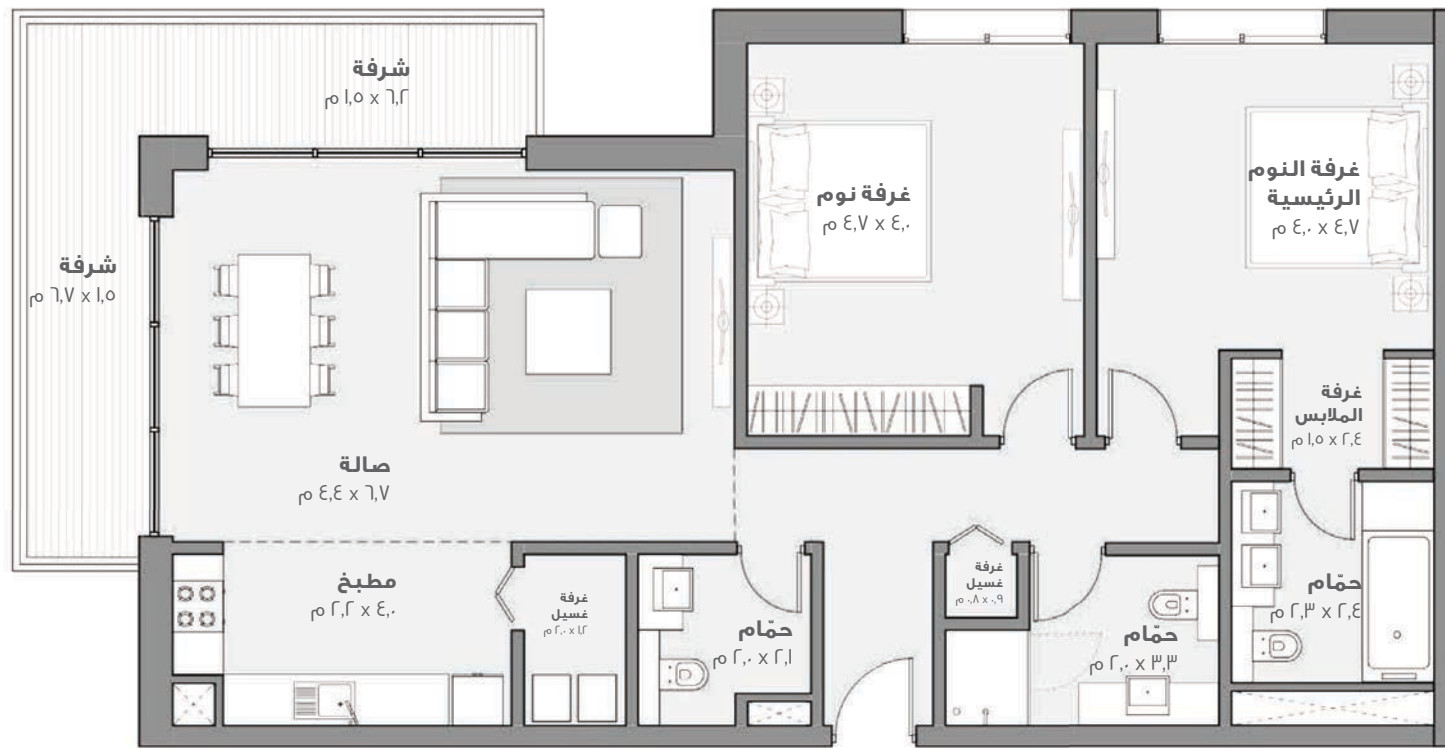 شرفة
٦,٢ x ١,٥ م
شرفة
١,٥ x ٦,٧ م
غرفة نوم
٤,٠ x ٤,٧ م
غرفة النوم
الرئيسية
٤,٧ x ٤,٠ م
غرفة
الملابس
٢,٤ x ١,٥ م
صالة
٦,٧ x ٤,٤ م
مطبخ
٤,٠ x ٢,٢ م
غرفة
غسيل
١,٢ x ٢,٠ م
حمّام
٢,١ x ٢,٠ م
غرفة
غسيل
٠,٩ x ٠,٨ م
حمّام
٣,٣ x ٢,٠ م
حمّام
٢,٤ x ٢,٣ م